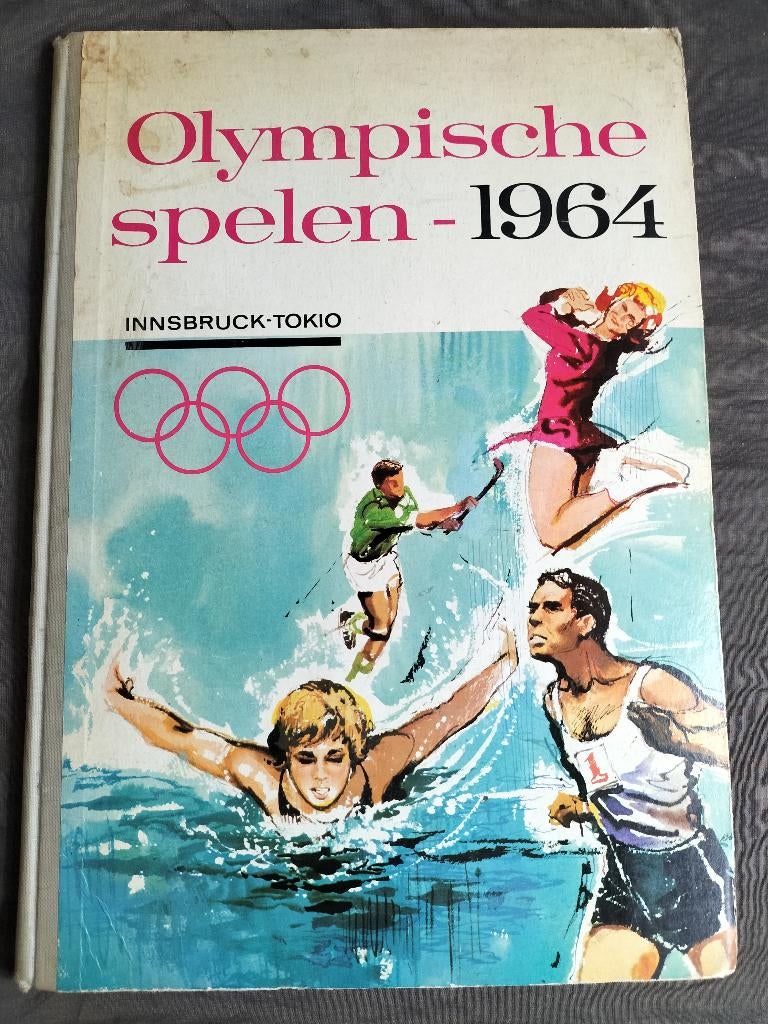 Olympische
spelen - 1964
INNSBRUCK-TOKIO
1